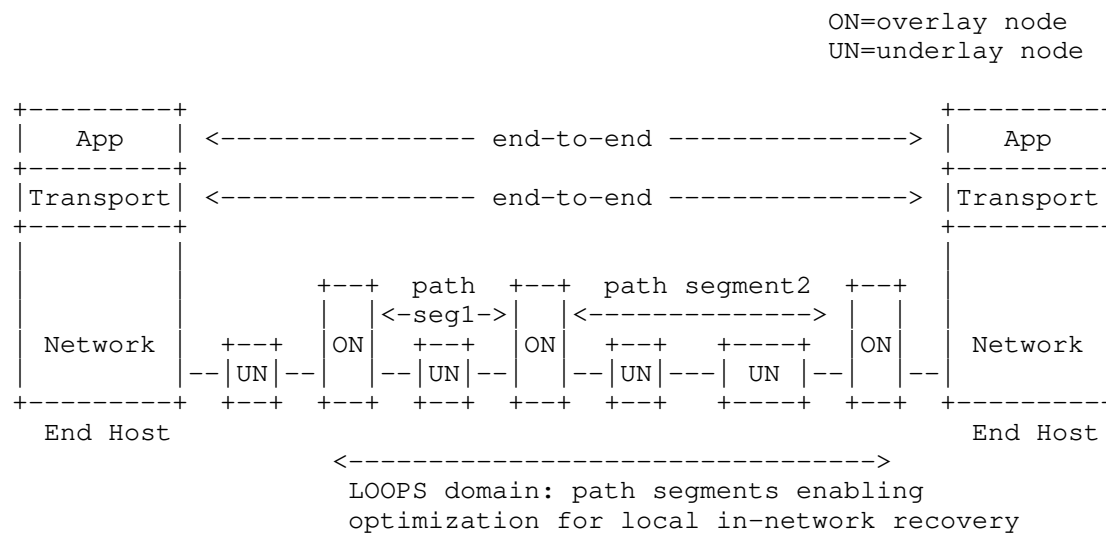 ON=overlay node
UN=underlay node
App <---------------- end-to-end ---------------> App
Transport <---------------- end-to-end ---------------> Transport
path path segment2
<-seg1-> <-------------->
Network ON ON ON Network
UN UN UN UN
End Host End Host
<---------------------------------->
LOOPS domain: path segments enabling
optimization for local in-network recovery